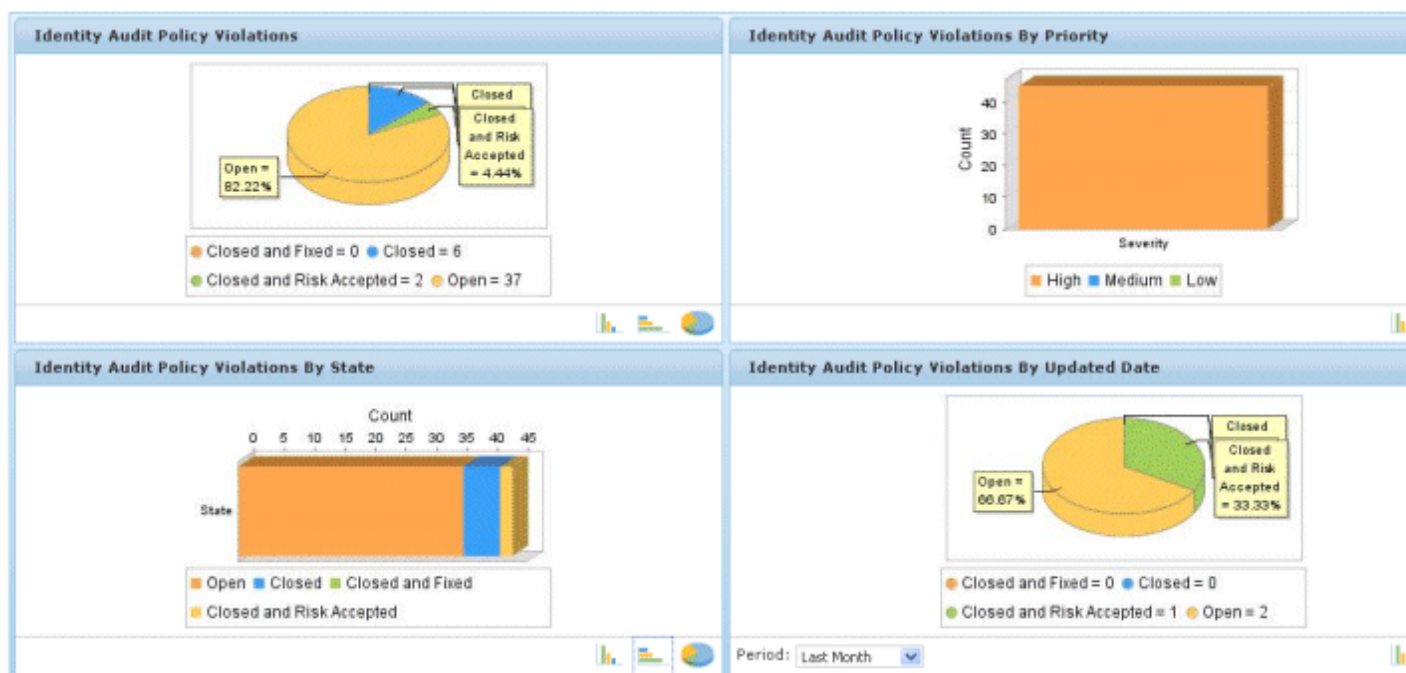 Identity Audit Policy Violations
Closed
Closed
and Risk
Accepted
= 4.44%
Open =
82.22%
Closed and Fixed = 0 Closed = 6
Closed and Risk Accepted = 2 Open = 37
Identity Audit Policy Violations By Priority
40
30
20
10
0
Count
Severity
High Medium Low
Identity Audit Policy Violations By State
Count
0 5 10 15 20 25 30 35 40 45
State
Open Closed Closed and Fixed
Closed and Risk Accepted
Identity Audit Policy Violations By Updated Date
Closed
Closed
and Risk
Accepted
= 33.33%
Open =
66.67%
Closed and Fixed = 0 Closed = 0
Closed and Risk Accepted = 1 Open = 2
Period: Last Month